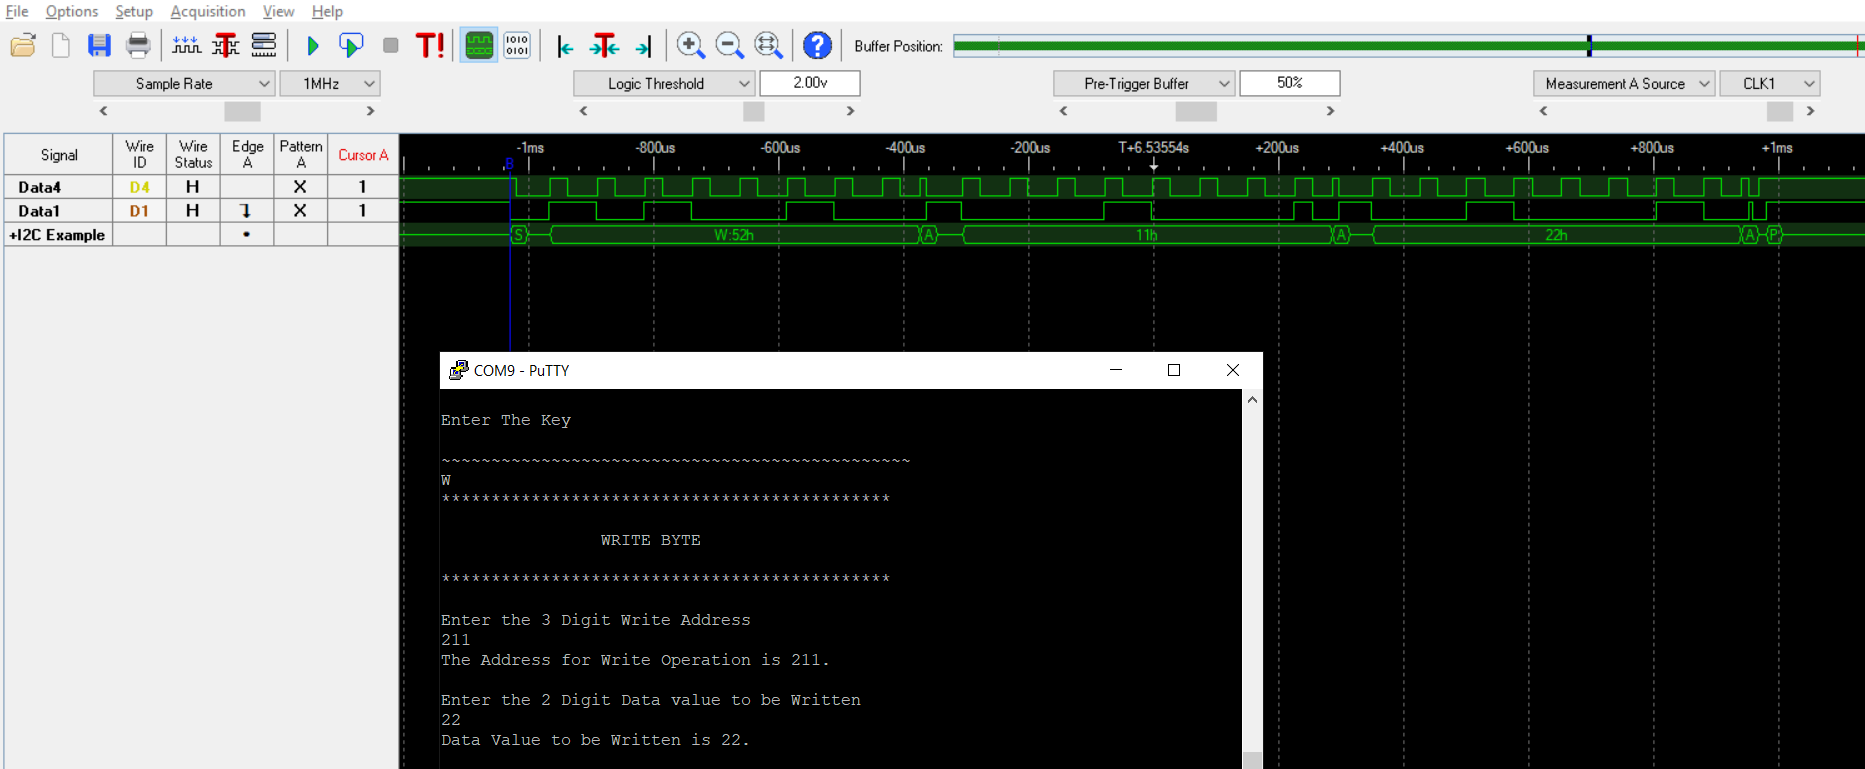 File Options Setup Acquisition View Help
Buffer Position:
Sample Rate 1MHz Logic Threshold 2.00v Pre-Trigger Buffer 50% Measurement A Source CLK1
Signal Wire ID Wire Status Edge A Pattern A Cursor A
-1ms -800us -600us -400us -200us T+6.53554s +200us +400us +600us +800us +1ms
B
Data4 D4 H X 1
Data1 D1 H X 1
+I2C Example S W:52h A 11h A 22h A P
COM9 - PuTTY
Enter The Key
~~~~~~~~~~~~~~~~~~~~~~~~~~~~~~~~~~~~~~~~~~~~~~~
W
*********************************************
WRITE BYTE
*********************************************
Enter the 3 Digit Write Address
211
The Address for Write Operation is 211.
Enter the 2 Digit Data value to be Written
22
Data Value to be Written is 22.